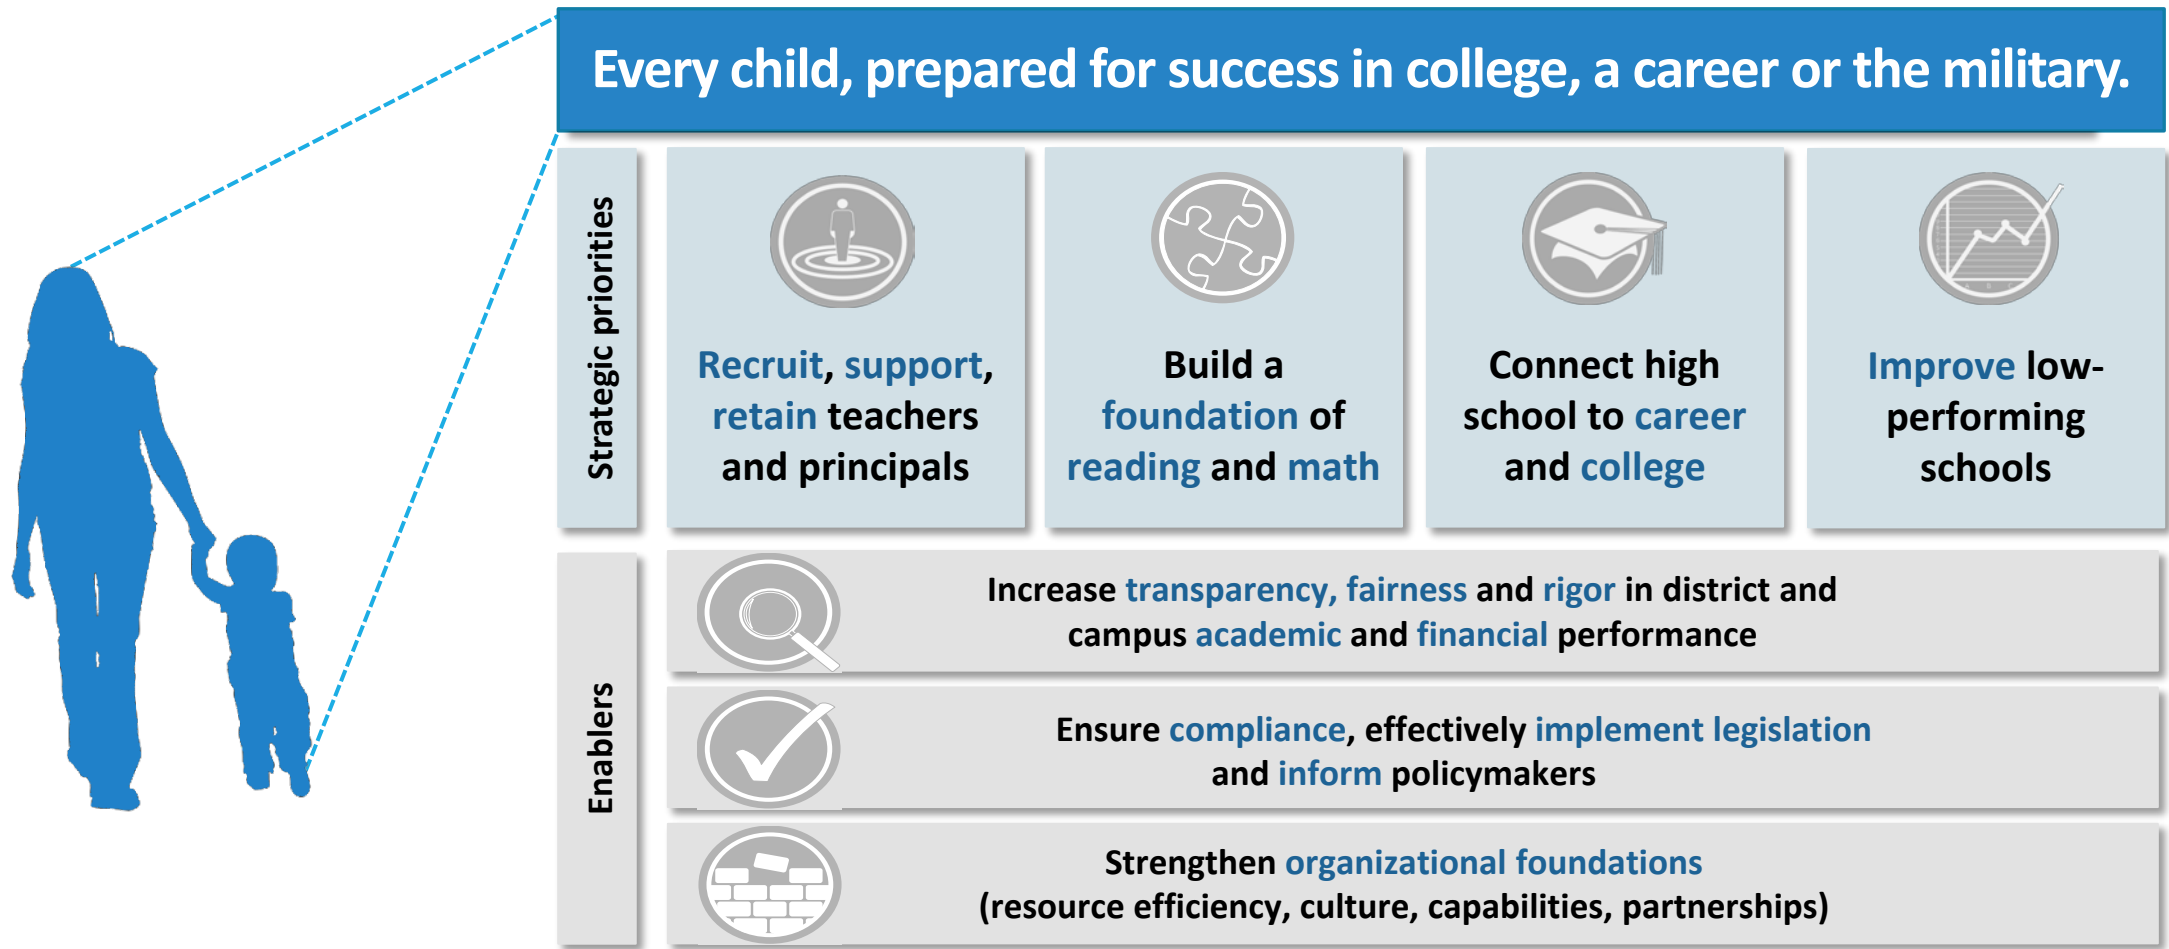 Every child, prepared for success in college, a career or the military.
Strategic priorities
Recruit, support,
retain teachers
and principals
Build a
foundation of
reading and math
Connect high
school to career
and college
A B C
Improve low-
performing
schools
Enablers
Increase transparency, fairness and rigor in district and
campus academic and financial performance
Ensure compliance, effectively implement legislation
and inform policymakers
Strengthen organizational foundations
(resource efficiency, culture, capabilities, partnerships)